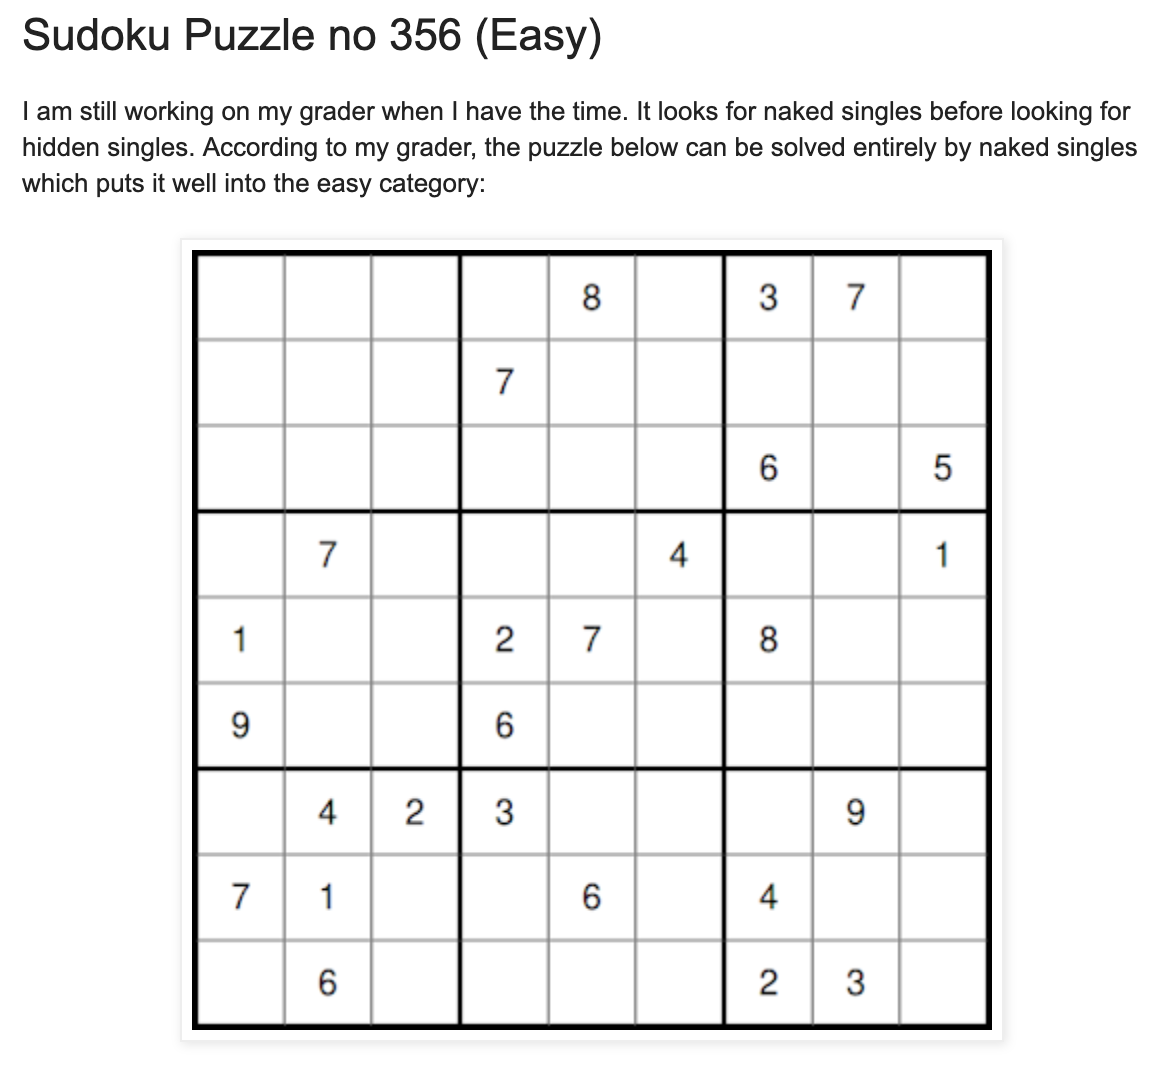 Sudoku Puzzle no 356 (Easy)
I am still working on my grader when I have the time. It looks for naked singles before looking for
hidden singles. According to my grader, the puzzle below can be solved entirely by naked singles
which puts it well into the easy category:
8 3 7
7
6 5
7 4 1
1 2 7 8
9 6
4 2 3 9
7 1 6 4
6 2 3